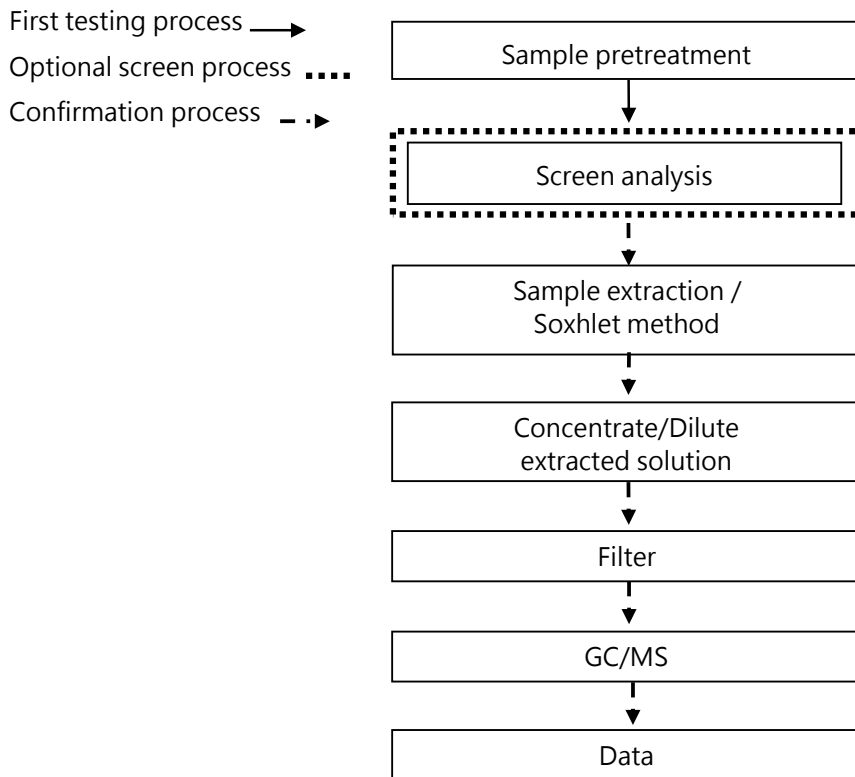 First testing process
Optional screen process
Confirmation process
Sample pretreatment
Screen analysis
Sample extraction /
Soxhlet method
Concentrate/Dilute
extracted solution
Filter
GC/MS
Data